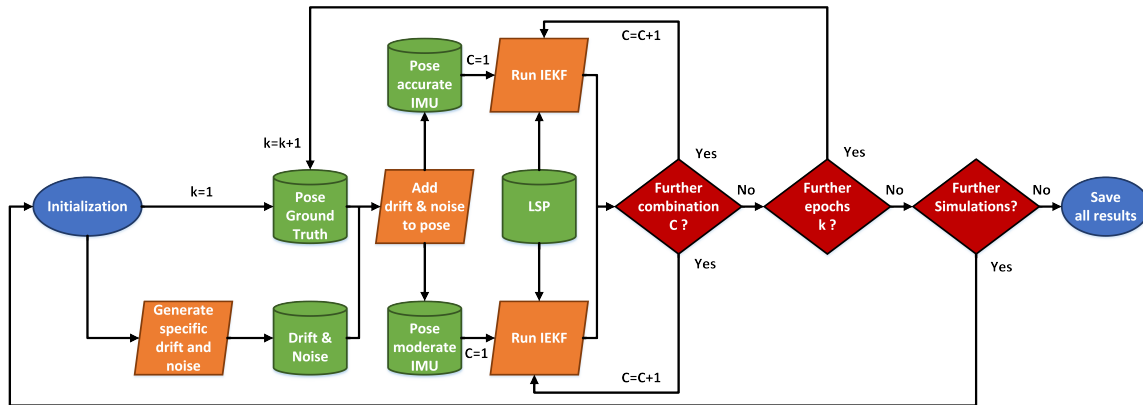 C=C+1
Pose
accurate
IMU
C=1
Run IEKF
k=k+1
Yes
Yes
Initialization
k=1
Pose
Ground
Truth
Add
drift & noise
to pose
LSP
Further
combination
C ?
No
Further
epochs
k ?
No
Further
Simulations?
No
Save
all results
Yes
Yes
Generate
specific
drift and
noise
Drift &
Noise
Pose
moderate
IMU
C=1
Run IEKF
C=C+1